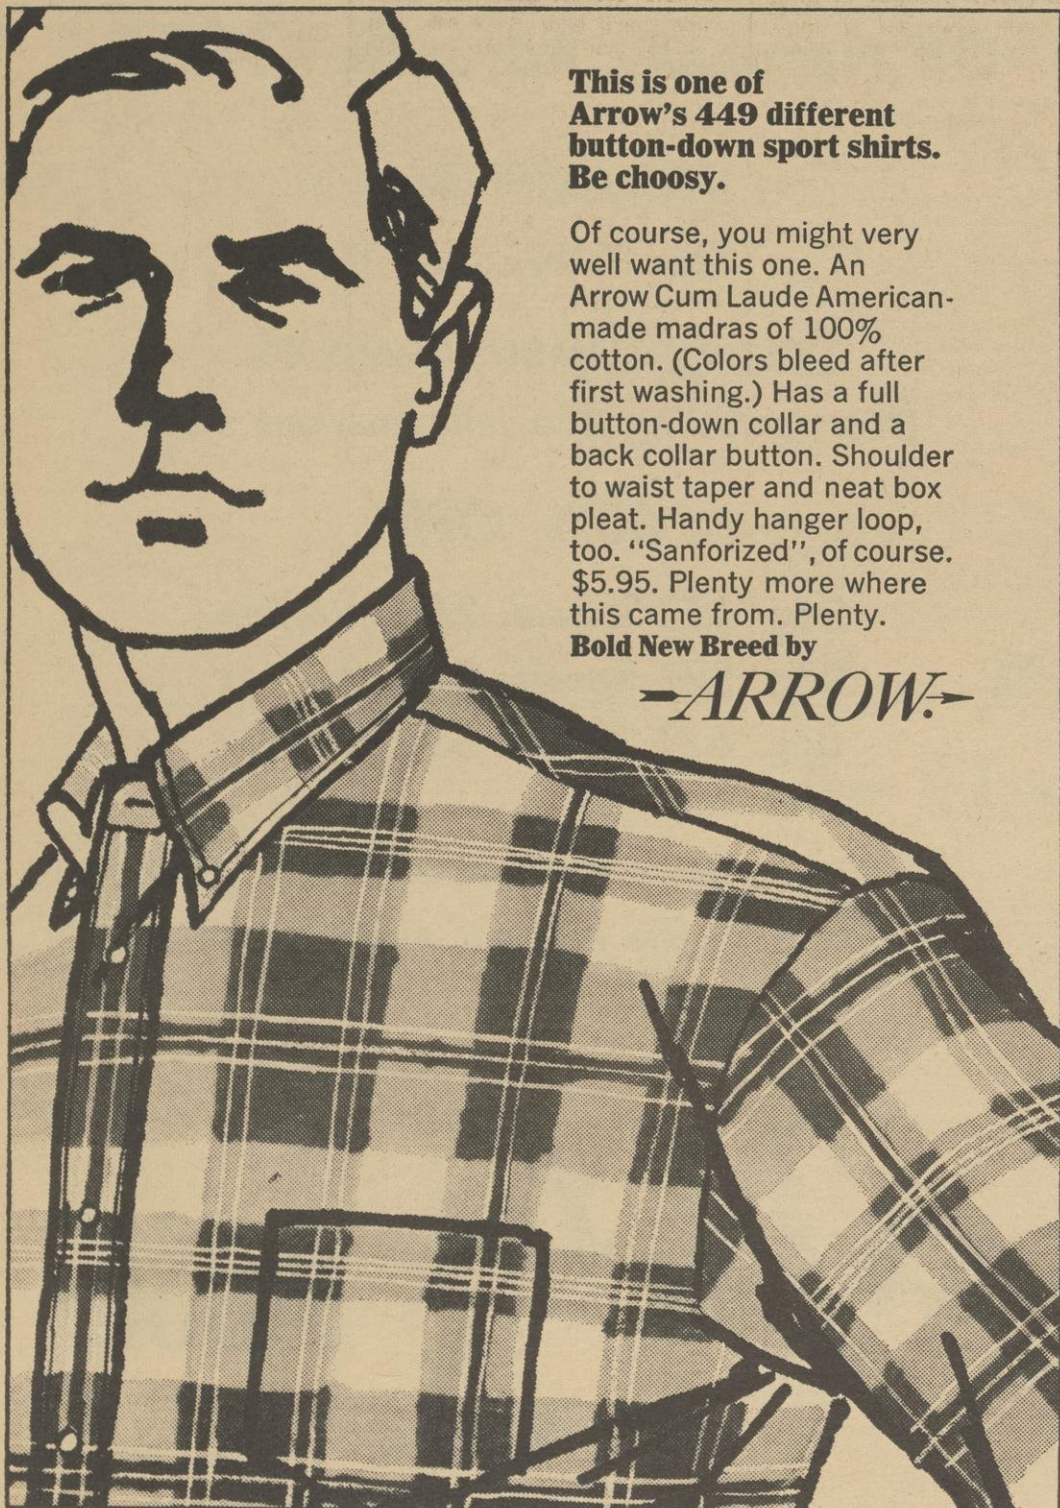 This is one of
Arrow's 449 different
button-down sport shirts.
Be choosy.
Of course, you might very
well want this one. An
Arrow Cum Laude American-
made madras of 100%
cotton. (Colors bleed after
first washing.) Has a full
button-down collar and a
back collar button. Shoulder
to waist taper and neat box
pleat. Handy hanger loop,
too. "Sanforized", of course.
$5.95. Plenty more where
this came from. Plenty.
Bold New Breed by
ARROW.